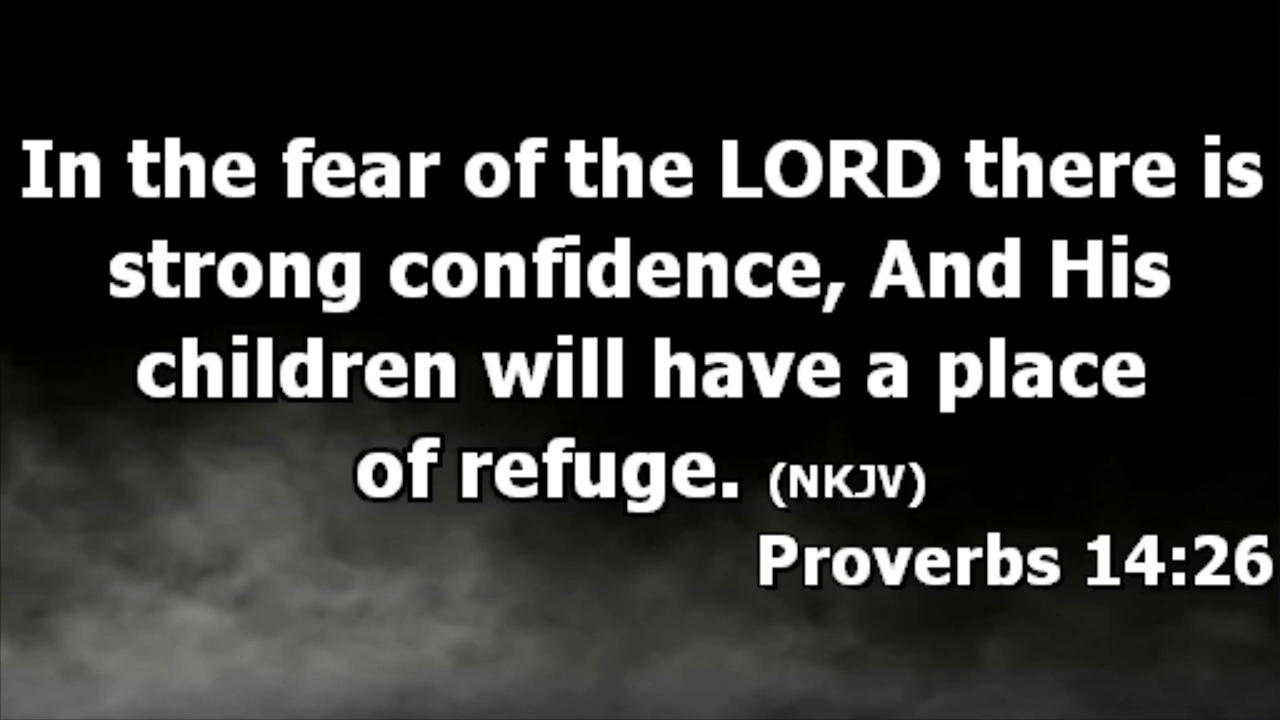 In the fear of the LORD there is
strong confidence, And His
children will have a place
of refuge. (NKJV)
Proverbs 14:26